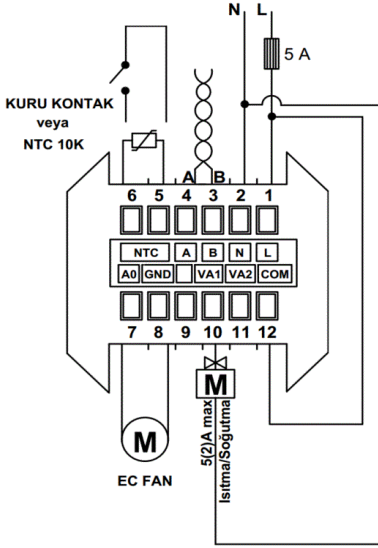 N L
5 A
KURU KONTAK
veya
NTC 10K
A B
6 5 4 3 2 1
NTC A B N L
A0 GND VA1 VA2 COM
7 8 9 10 11 12
M
M
5(2)A max
Isıtma/Soğutma
EC FAN